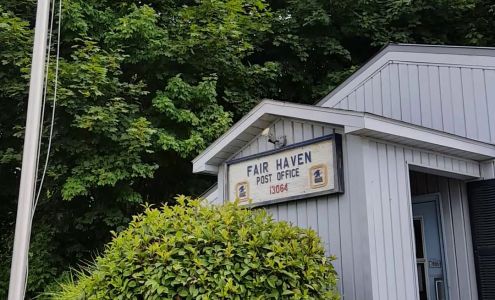 FAIR HAVEN
POST OFFICE
13064